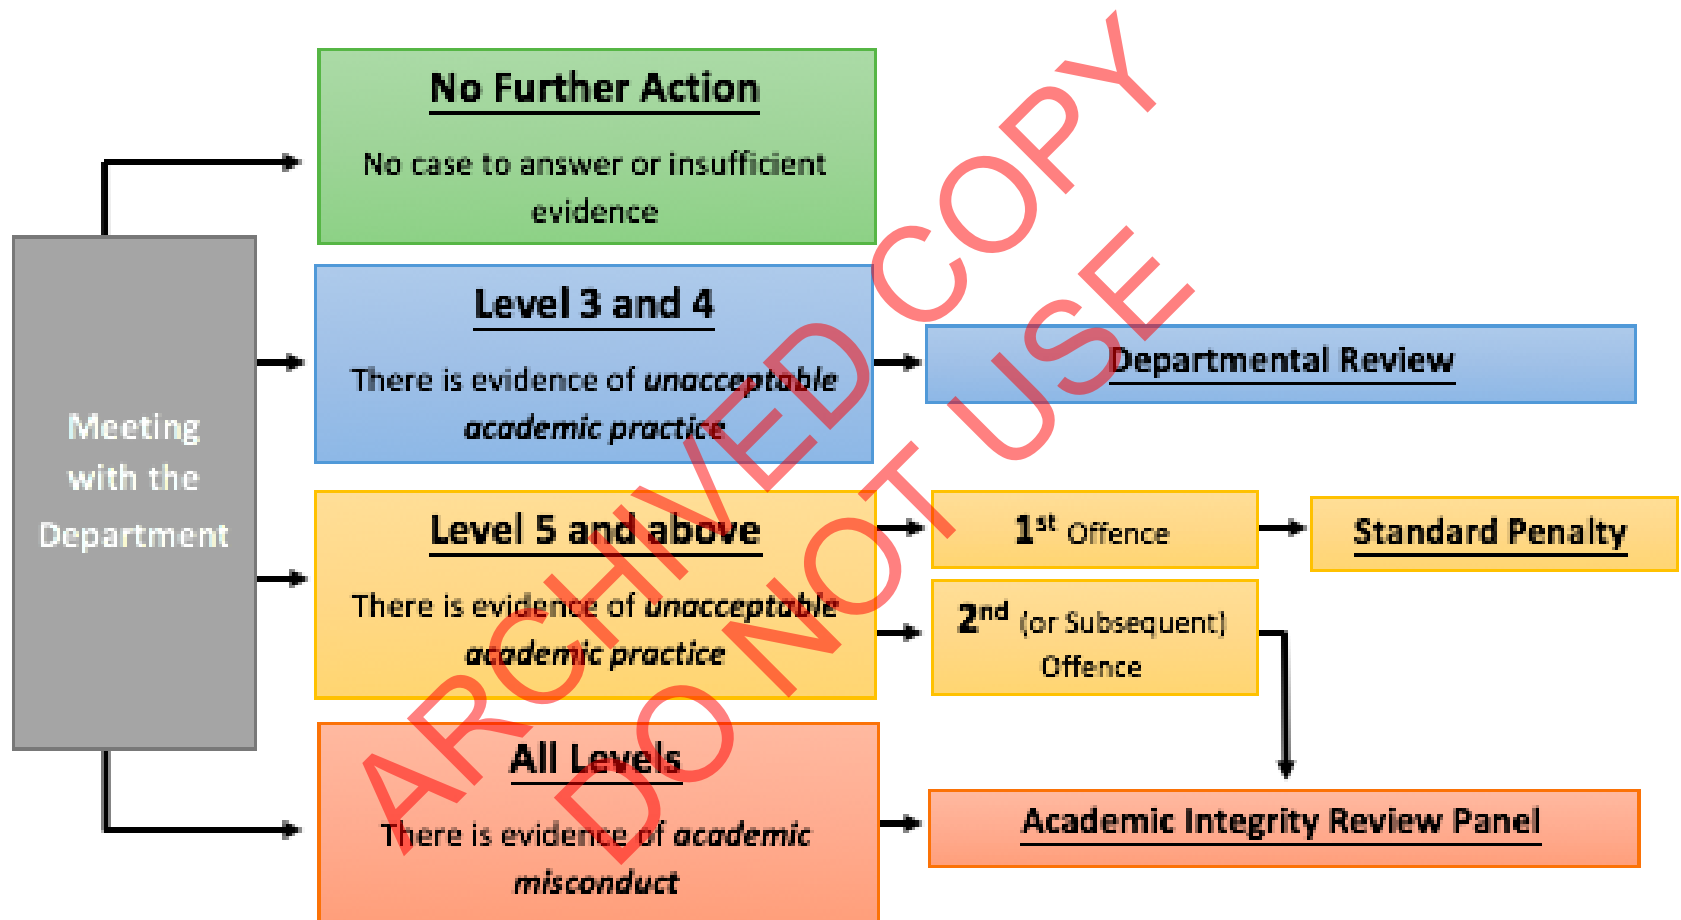 No Further Action
No case to answer or insufficient
evidence
Meeting
with the
Department
Level 3 and 4
There is evidence of unacceptable
academic practice
Departmental Review
Level 5 and above
There is evidence of unacceptable
academic practice
1st Offence
Standard Penalty
2nd (or Subsequent)
Offence
All Levels
There is evidence of academic
misconduct
Academic Integrity Review Panel
ARCHIVED COPY
DO NOT USE